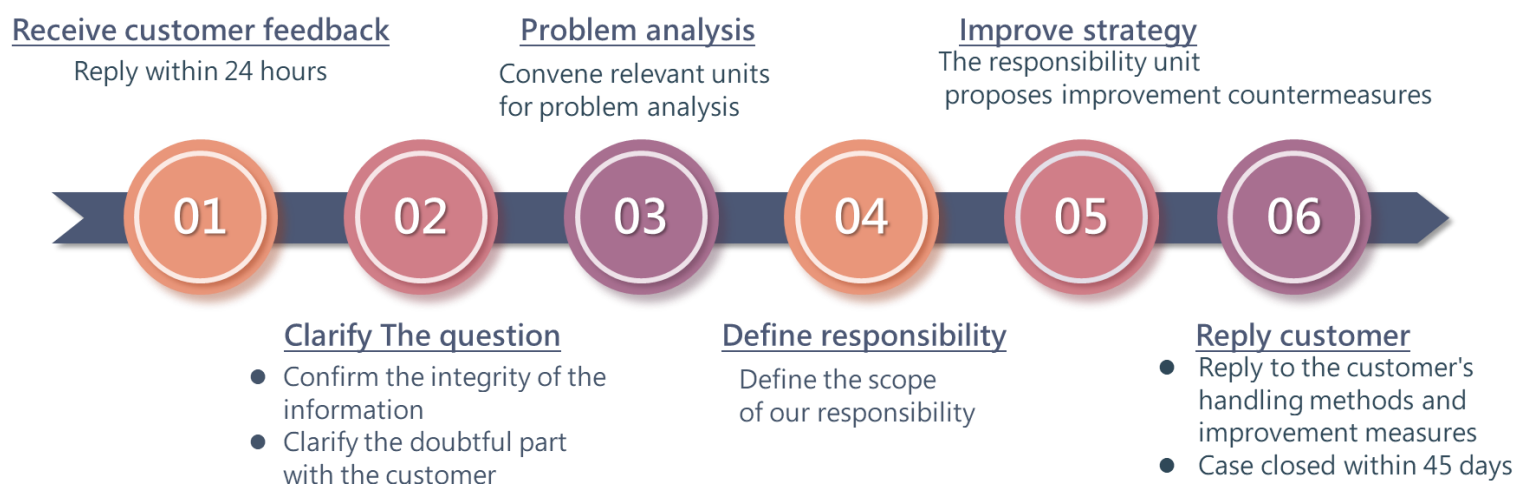 Receive customer feedback
Reply within 24 hours
Problem analysis
Convene relevant units
for problem analysis
Improve strategy
The responsibility unit
proposes improvement countermeasures
01
02
03
04
05
06
Clarify The question
● Confirm the integrity of the
information
● Clarify the doubtful part
with the customer
Define responsibility
Define the scope
of our responsibility
Reply customer
● Reply to the customer's
handling methods and
improvement measures
● Case closed within 45 days